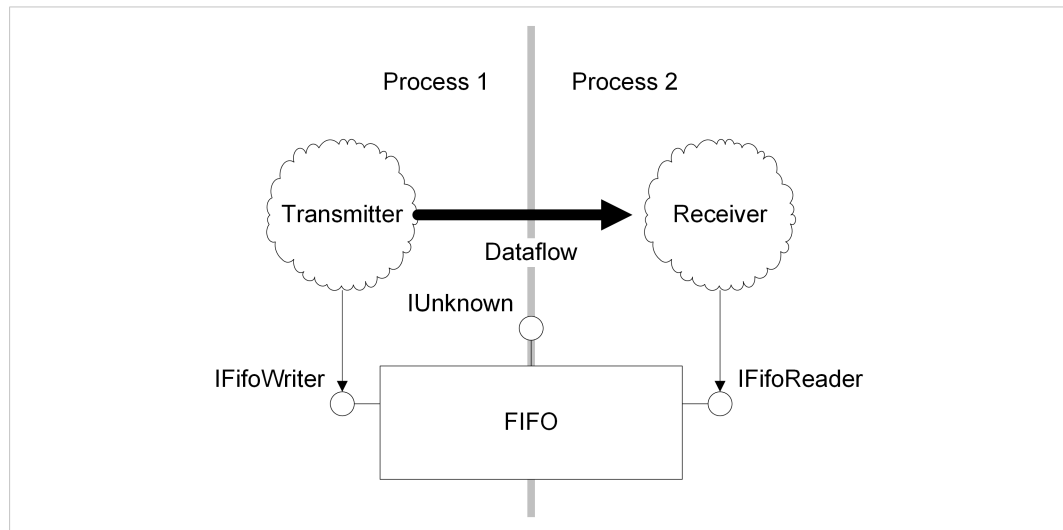 Process 1
Process 2
Transmitter
Receiver
Dataflow
IUnknown
IFifoWriter
IFifoReader
FIFO